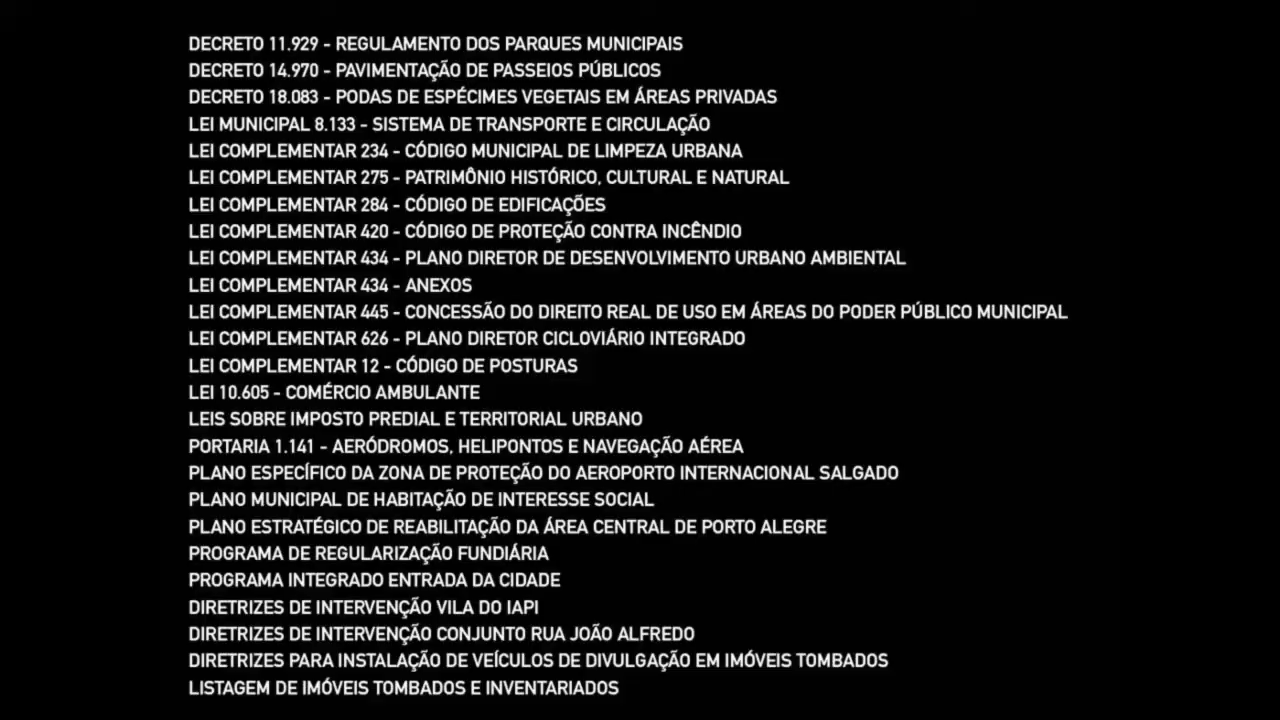 DECRETO 11.929 - REGULAMENTO DOS PARQUES MUNICIPAIS
DECRETO 14.970 - PAVIMENTAÇÃO DE PASSEIOS PÚBLICOS
DECRETO 18.083 - PODAS DE ESPÉCIMES VEGETAIS EM ÁREAS PRIVADAS
LEI MUNICIPAL 8.133 - SISTEMA DE TRANSPORTE E CIRCULAÇÃO
LEI COMPLEMENTAR 234 - CÓDIGO MUNICIPAL DE LIMPEZA URBANA
LEI COMPLEMENTAR 275 - PATRIMÔNIO HISTÓRICO, CULTURAL E NATURAL
LEI COMPLEMENTAR 284 - CÓDIGO DE EDIFICAÇÕES
LEI COMPLEMENTAR 420 - CÓDIGO DE PROTEÇÃO CONTRA INCÊNDIO
LEI COMPLEMENTAR 434 - PLANO DIRETOR DE DESENVOLVIMENTO URBANO AMBIENTAL
LEI COMPLEMENTAR 434 - ANEXOS
LEI COMPLEMENTAR 445 - CONCESSÃO DO DIREITO REAL DE USO EM ÁREAS DO PODER PÚBLICO MUNICIPAL
LEI COMPLEMENTAR 626 - PLANO DIRETOR CICLOVIÁRIO INTEGRADO
LEI COMPLEMENTAR 12 - CÓDIGO DE POSTURAS
LEI 10.605 - COMÉRCIO AMBULANTE
LEIS SOBRE IMPOSTO PREDIAL E TERRITORIAL URBANO
PORTARIA 1.141 - AERÓDROMOS, HELIPONTOS E NAVEGAÇÃO AÉREA
PLANO ESPECÍFICO DA ZONA DE PROTEÇÃO DO AEROPORTO INTERNACIONAL SALGADO
PLANO MUNICIPAL DE HABITAÇÃO DE INTERESSE SOCIAL
PLANO ESTRATÉGICO DE REABILITAÇÃO DA ÁREA CENTRAL DE PORTO ALEGRE
PROGRAMA DE REGULARIZAÇÃO FUNDIÁRIA
PROGRAMA INTEGRADO ENTRADA DA CIDADE
DIRETRIZES DE INTERVENÇÃO VILA DO IAPI
DIRETRIZES DE INTERVENÇÃO CONJUNTO RUA JOÃO ALFREDO
DIRETRIZES PARA INSTALAÇÃO DE VEÍCULOS DE DIVULGAÇÃO EM IMÓVEIS TOMBADOS
LISTAGEM DE IMÓVEIS TOMBADOS E INVENTARIADOS